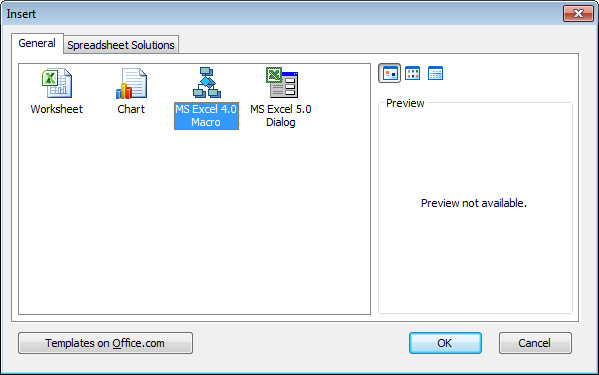 Insert
General
Spreadsheet Solutions
Worksheet
Chart
MS Excel 4.0
Macro
MS Excel 5.0
Dialog
Preview
Preview not available.
Templates on Office.com
OK
Cancel